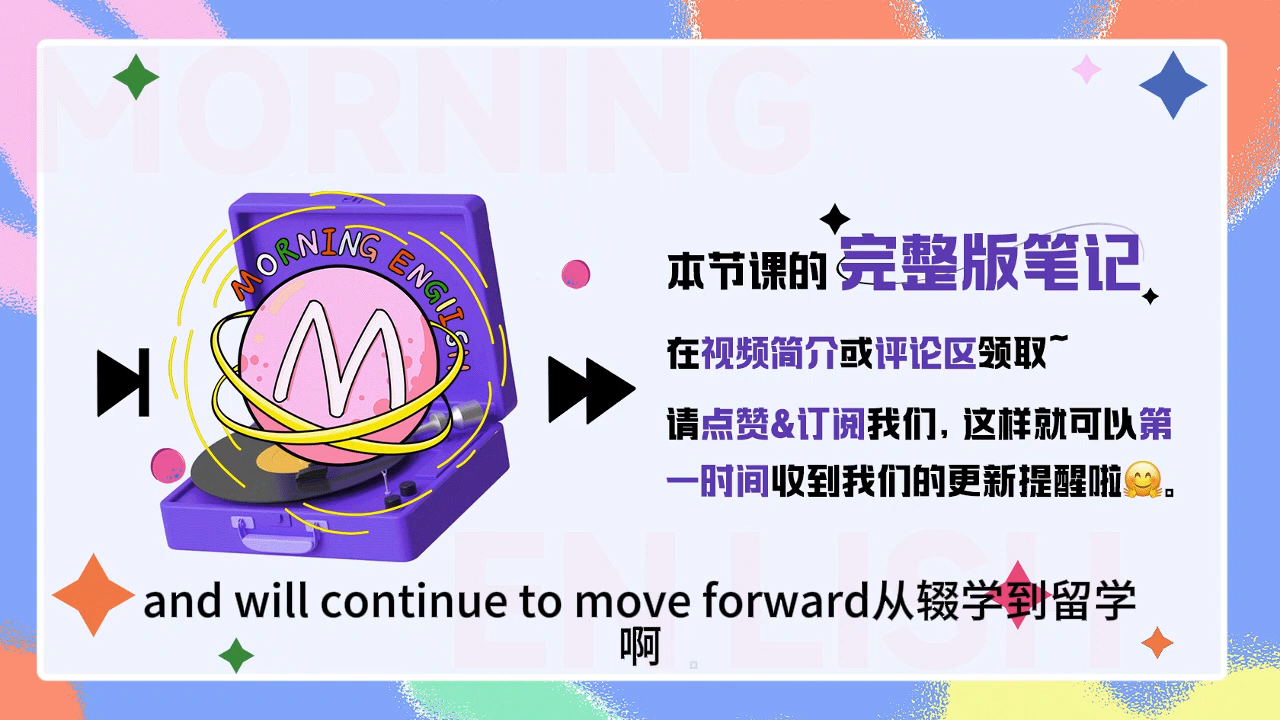 MORNING
MORNING ENGLISH
M
本节课的 完整版笔记
在视频简介或评论区领取~
请点赞&订阅我们，这样就可以第
一时间收到我们的更新提醒啦🤗。
EN LISH
and will continue to move forward从辍学到留学
啊